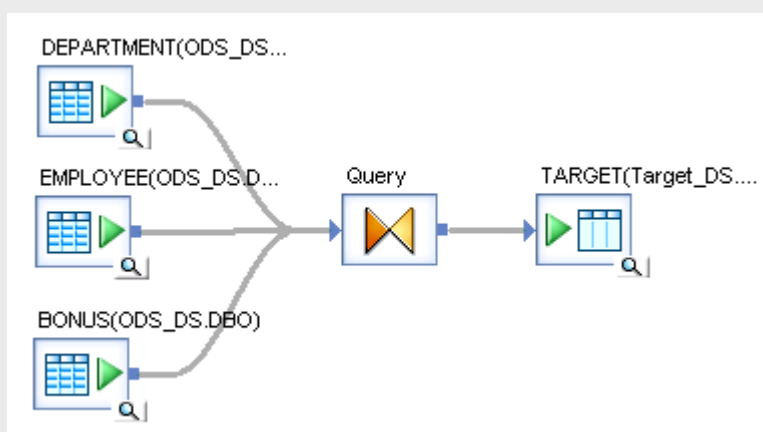 DEPARTMENT(ODS_DS...
EMPLOYEE(ODS_DS.D...
Query
TARGET(Target_DS....
BONUS(ODS_DS.DBO)